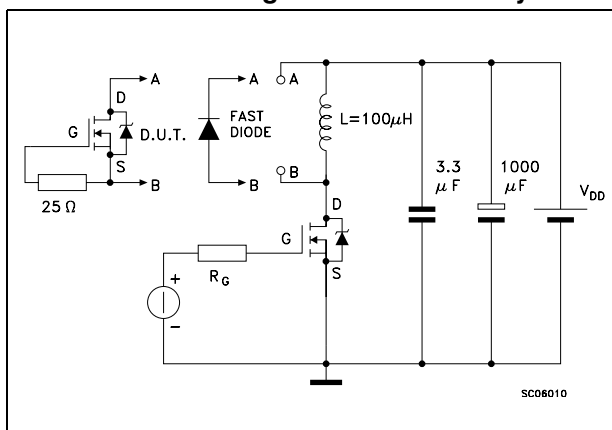 A
A
A
D
FAST
DIODE
L=100μH
G
D.U.T.
S
B
B
B
25 Ω
3.3
μF
1000
μF
VDD
D
G
S
RG
+
−
SC06010